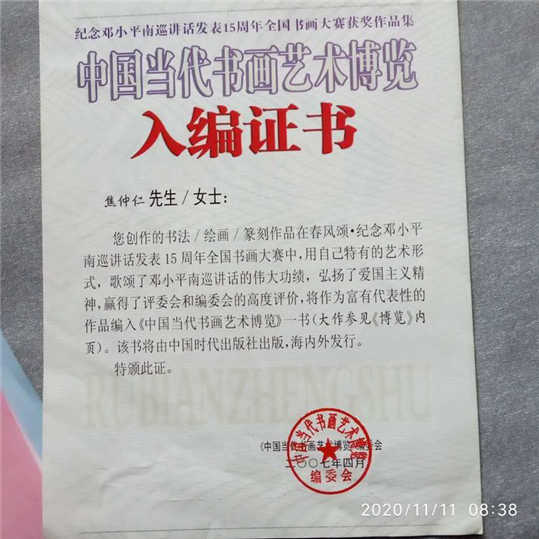 纪念邓小平南巡讲话发表15周年全国书画大赛获奖作品集
中国当代书画艺术博览
入编证书
焦仲仁 先生/女士：
您创作的书法/绘画/篆刻作品在春风颂·纪念邓小平
南巡讲话发表15周年全国书画大赛中，用自己特有的艺术形
式，歌颂了邓小平南巡讲话的伟大功绩，弘扬了爱国主义精
神，赢得了评委会和编委会的高度评价，将作为富有代表性的
作品编入《中国当代书画艺术博览》一书(大作参见《博览》内
页)。该书将由中国时代出版社出版，海内外发行。
特颁此证。
RUBIANZHENGSHU
《中国当代书画艺术博览》编委会
二〇〇七年四月
中国当代书画艺术博览
编委会
2020/11/11 08:38